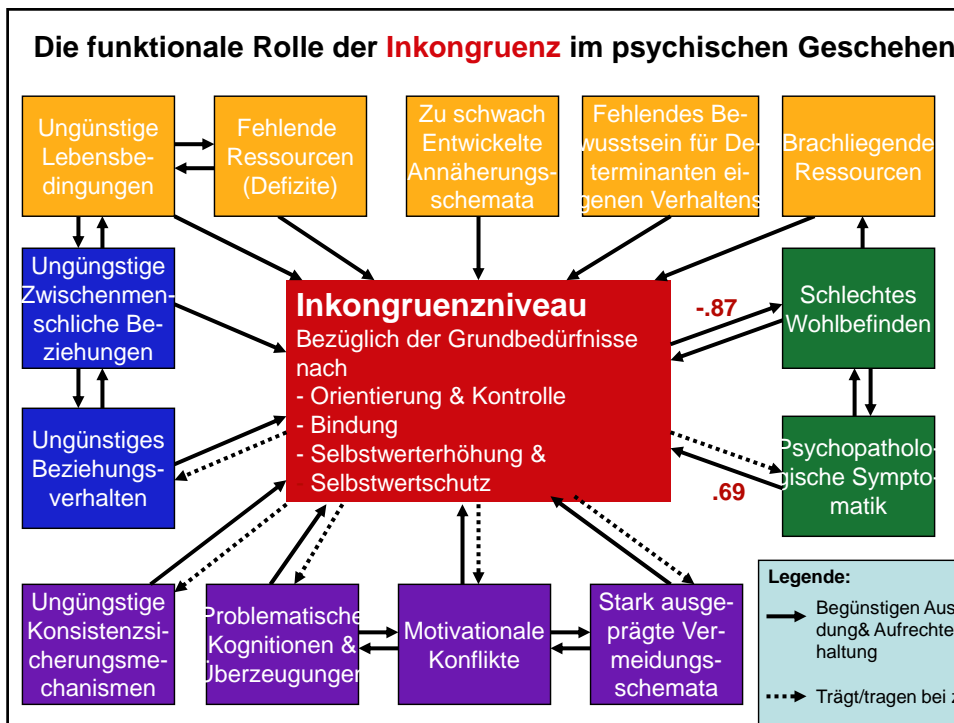 Die funktionale Rolle der Inkongruenz im psychischen Geschehen
Ungünstige
Lebensbe-
dingungen
Fehlende
Ressourcen
(Defizite)
Zu schwach
Entwickelte
Annäherungs-
schemata
Fehlendes Be-
wusstsein für De-
terminanten ei-
genen Verhaltens
Brachliegende
Ressourcen
Ungüngstige
Zwischenmen-
schliche Be-
ziehungen
Inkongruenzniveau
Bezüglich der Grundbedürfnisse
nach
- Orientierung & Kontrolle
- Bindung
- Selbstwerterhöhung &
Selbstwertschutz
-.87
Schlechtes
Wohlbefinden
Ungünstiges
Beziehungs-
verhalten
.69
Psychopatholo-
gische Sympto-
matik
Ungünstige
Konsistenzsi-
cherungsme-
chanismen
Problematische
Kognitionen &
Überzeugungen
Motivationale
Konflikte
Stark ausge-
prägte Ver-
meidungs-
schemata
Legende:
Begünstigen Aus
dung& Aufrechte
haltung
Trägt/tragen bei z